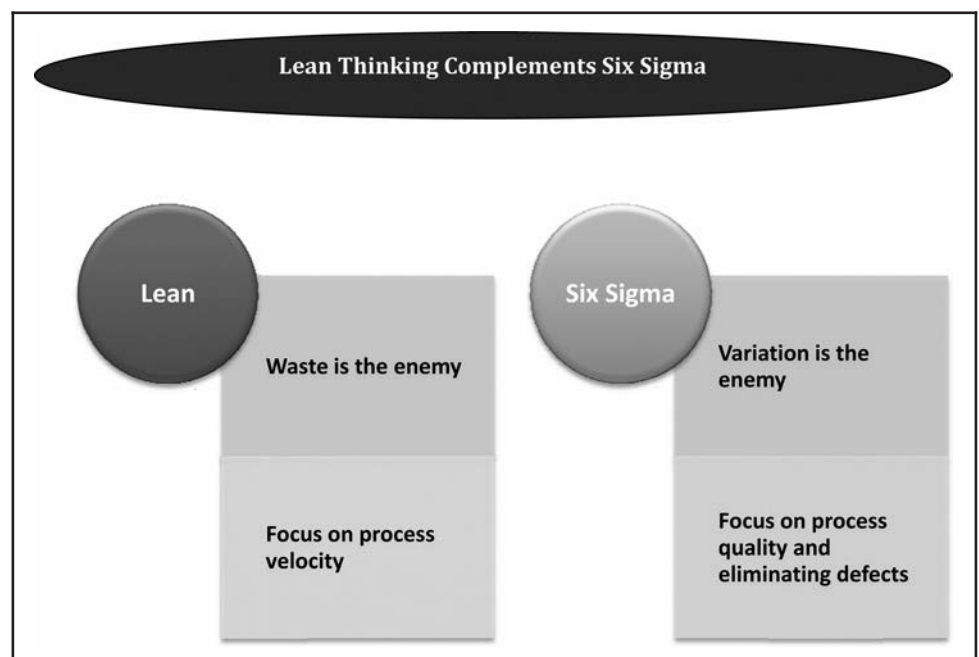 Lean Thinking Complements Six Sigma
Lean
Waste is the enemy
Focus on process
velocity
Six Sigma
Variation is the
enemy
Focus on process
quality and
eliminating defects